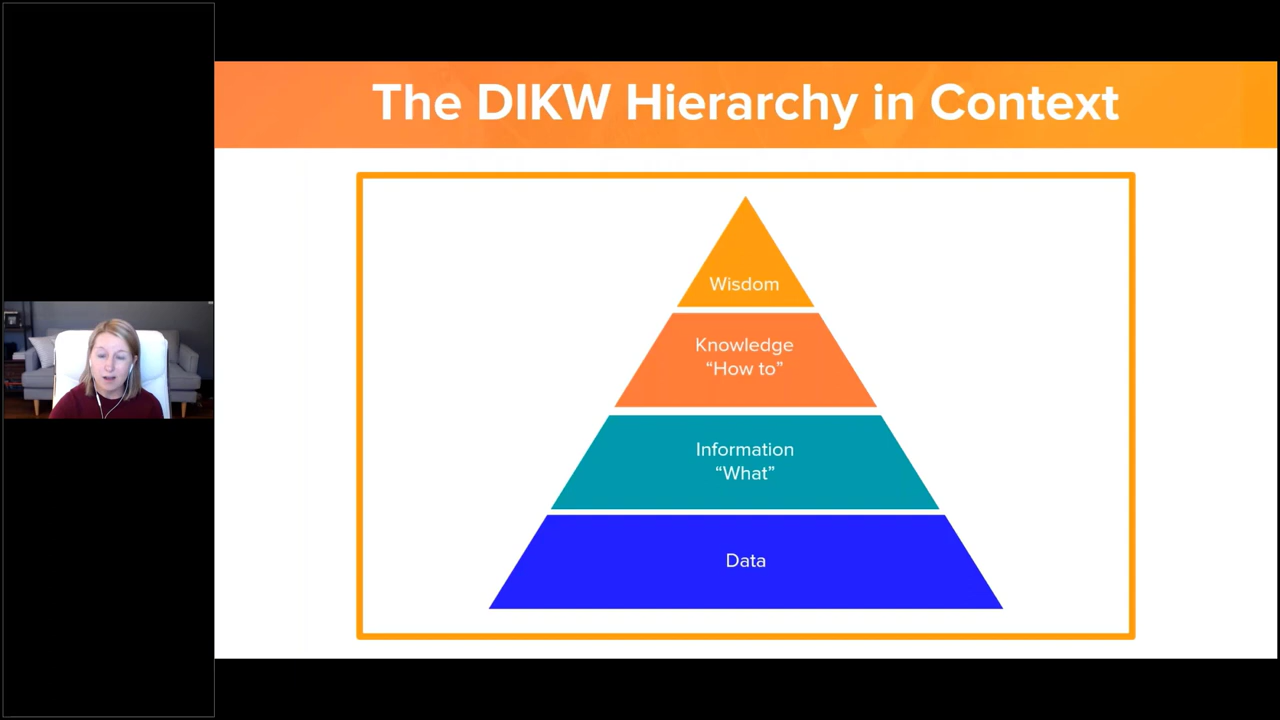 The DIKW Hierarchy in Context
Wisdom
Knowledge
“How to”
Information
“What”
Data